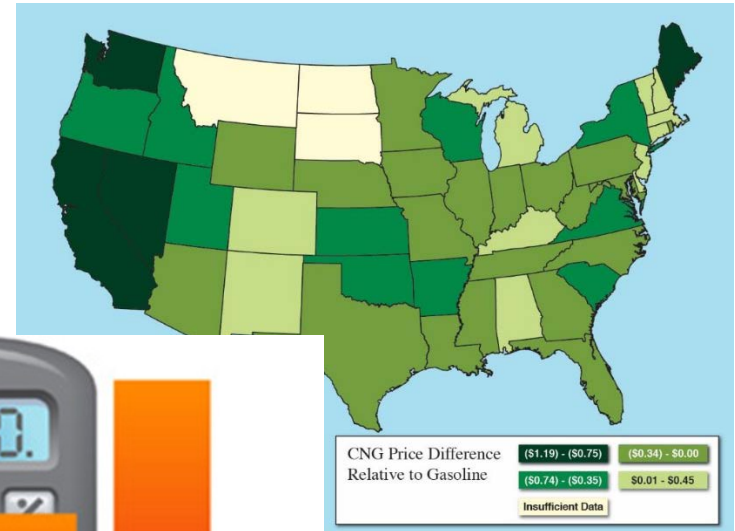 CNG Price Difference
Relative to Gasoline
($1.19) - ($0.75)
($0.34) - $0.00
($0.74) - ($0.35)
$0.01 - $0.45
Insufficient Data
0.
%